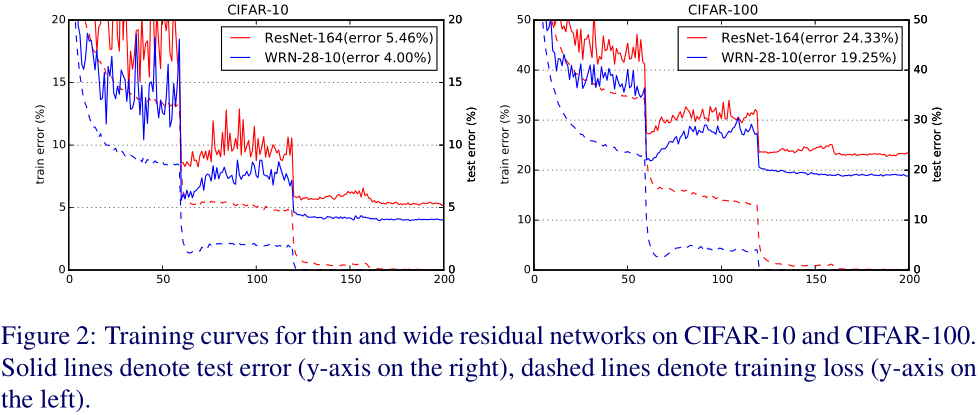 CIFAR-10
20
15
10
5
0
0
50
100
150
200
20
15
10
5
0
train error (%)
test error (%)
ResNet-164(error 5.46%)
WRN-28-10(error 4.00%)
CIFAR-100
50
40
30
20
10
0
0
50
100
150
200
50
40
30
20
10
0
train error (%)
test error (%)
ResNet-164(error 24.33%)
WRN-28-10(error 19.25%)
Figure 2: Training curves for thin and wide residual networks on CIFAR-10 and CIFAR-100.
Solid lines denote test error (y-axis on the right), dashed lines denote training loss (y-axis on
the left).